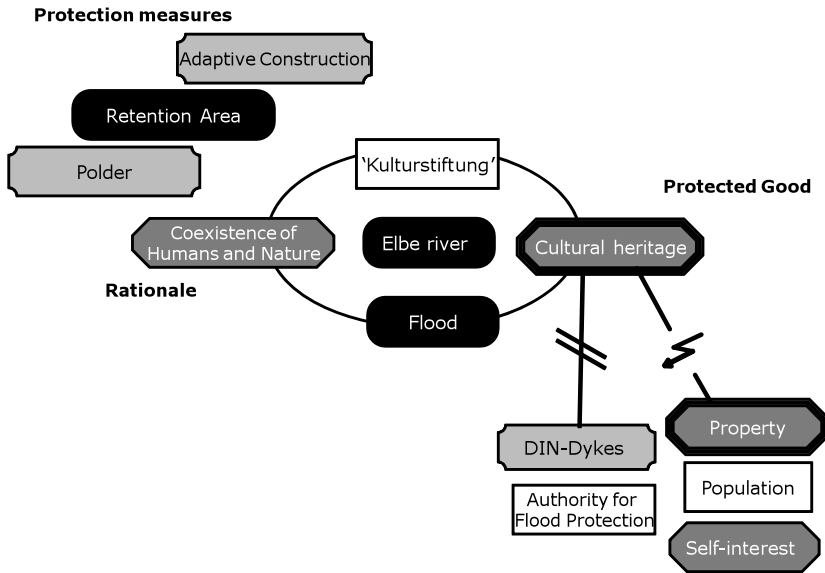 Protection measures
Adaptive Construction
Retention Area
Polder
'Kulturstiftung'
Protected Good
Coexistence of
Humans and Nature
Elbe river
Cultural heritage
Rationale
Flood
Property
DIN-Dykes
Population
Authority for
Flood Protection
Self-interest